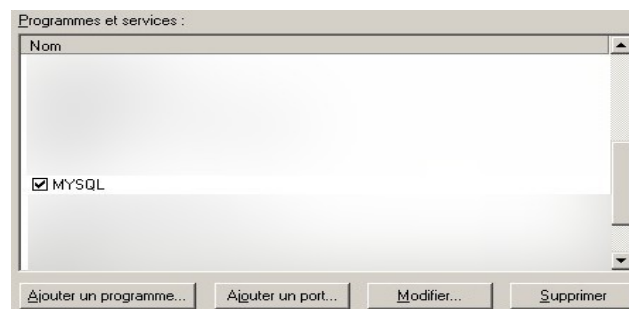 Programmes et services :
Nom
MYSQL
Ajouter un programme... Ajouter un port... Modifier... Supprimer